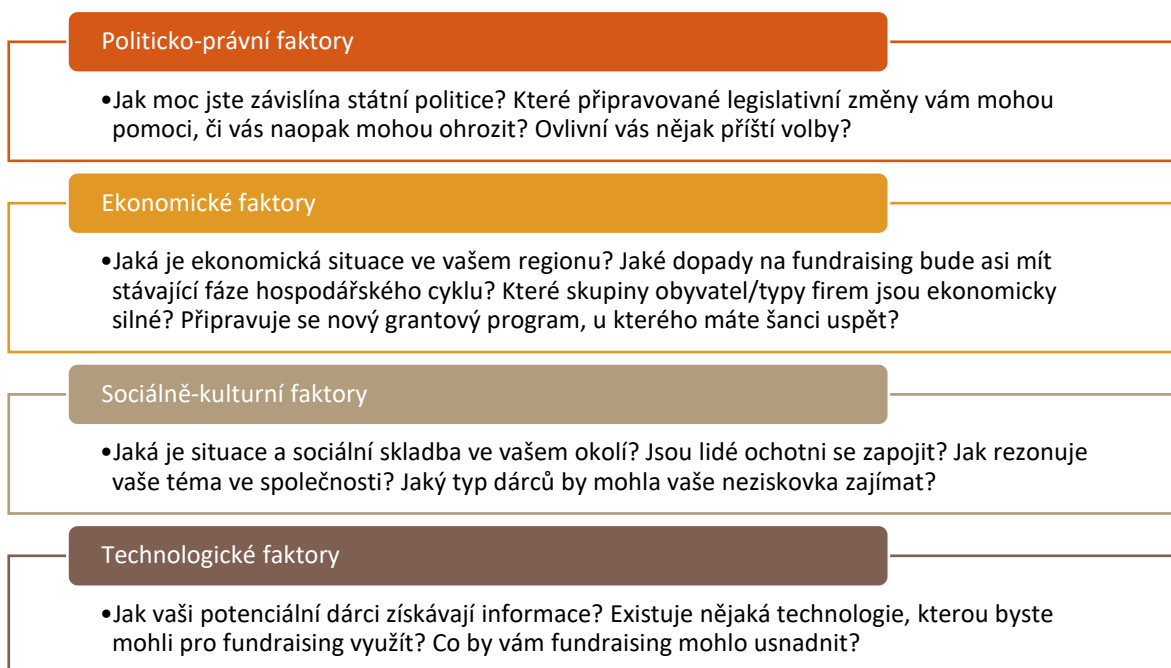 Politicko-právní faktory
•Jak moc jste závislína státní politice? Které připravované legislativní změny vám mohou
pomoci, či vás naopak mohou ohrozit? Ovlivní vás nějak příští volby?
Ekonomické faktory
•Jaká je ekonomická situace ve vašem regionu? Jaké dopady na fundraising bude asi mít
stávající fáze hospodářského cyklu? Které skupiny obyvatel/typy firem jsou ekonomicky
silné? Připravuje se nový grantový program, u kterého máte šanci uspět?
Sociálně-kulturní faktory
•Jaká je situace a sociální skladba ve vašem okolí? Jsou lidé ochotni se zapojit? Jak rezonuje
vaše téma ve společnosti? Jaký typ dárců by mohla vaše neziskovka zajímat?
Technologické faktory
•Jak vaši potenciální dárci získávají informace? Existuje nějaká technologie, kterou byste
mohli pro fundraising využít? Co by vám fundraising mohlo usnadnit?